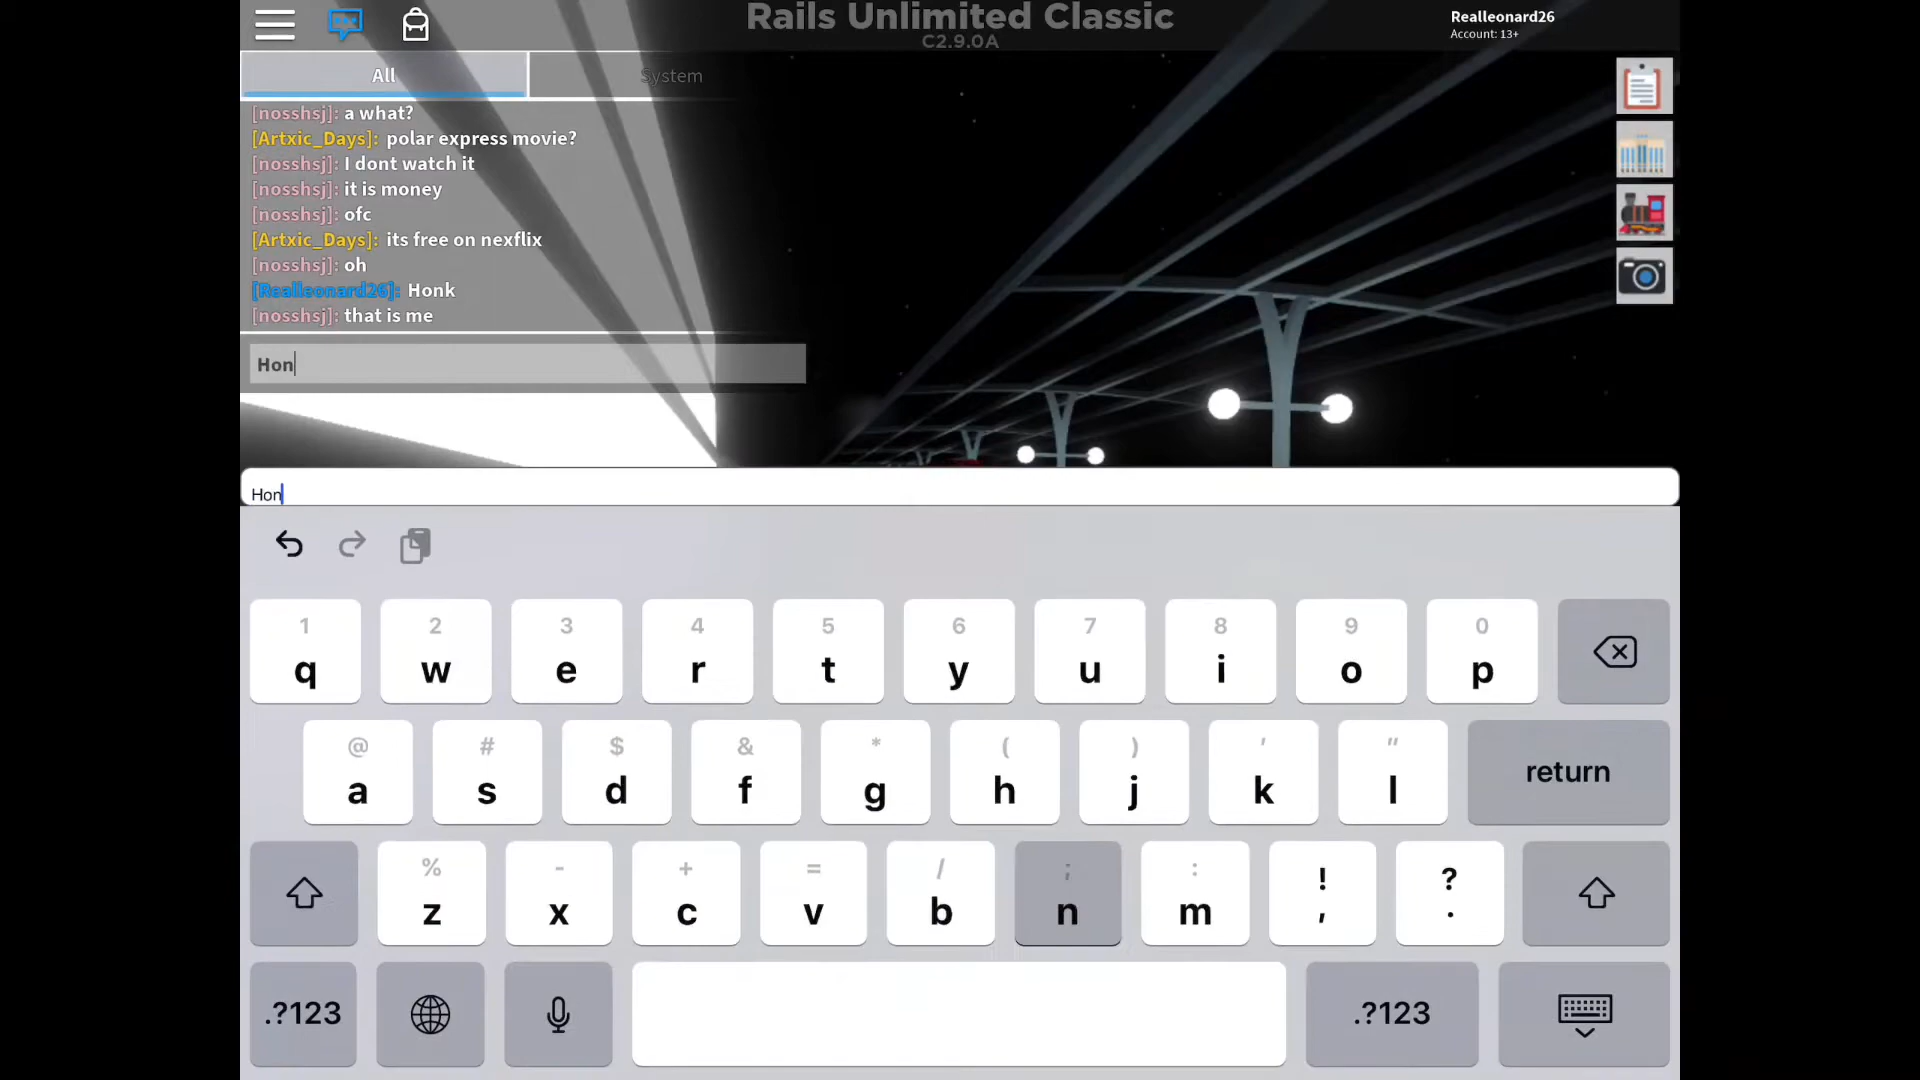 Rails Unlimited Classic
C2.9.0A
Realleonard26
Account: 13+
All
System
[nosshsj]: a what?
[Artxic_Days]: polar express movie?
[nosshsj]: I dont watch it
[nosshsj]: it is money
[nosshsj]: ofc
[Artxic_Days]: its free on nexflix
[nosshsj]: oh
[Realleonard26]: Honk
[nosshsj]: that is me
Hon
Hon
1 2 3 4 5 6 7 8 9 0
q w e r t y u i o p
@ # $ & * ( ) ' "
a s d f g h j k l return
% - + = / ; : ! ?
z x c v b n m , .
.?123 .?123